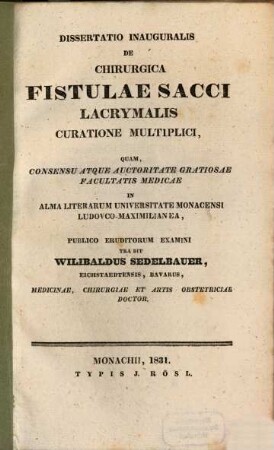 DISSERTATIO INAUGURALIS
DE
CHIRURGICA
FISTULAE SACCI
LACRYMALIS
CURATIONE MULTIPLICI,
QUAM,
CONSENSU ATQUE AUCTORITATE GRATIOSAE
FACULTATIS MEDICAE
IN
ALMA LITERARUM UNIVERSITATE MONACENSI
LUDOVCO-MAXIMILIANEA,
PUBLICO ERUDITORUM EXAMINI
TRADIT
WILIBALDUS SEDELBAUER,
EICHSTAEDTENSIS, BAVARUS,
MEDICINAE, CHIRURGIAE ET ARTIS OBSTETRICIAE
DOCTOR.
MONACHII, 1831.
TYPIS J. RÖSL.